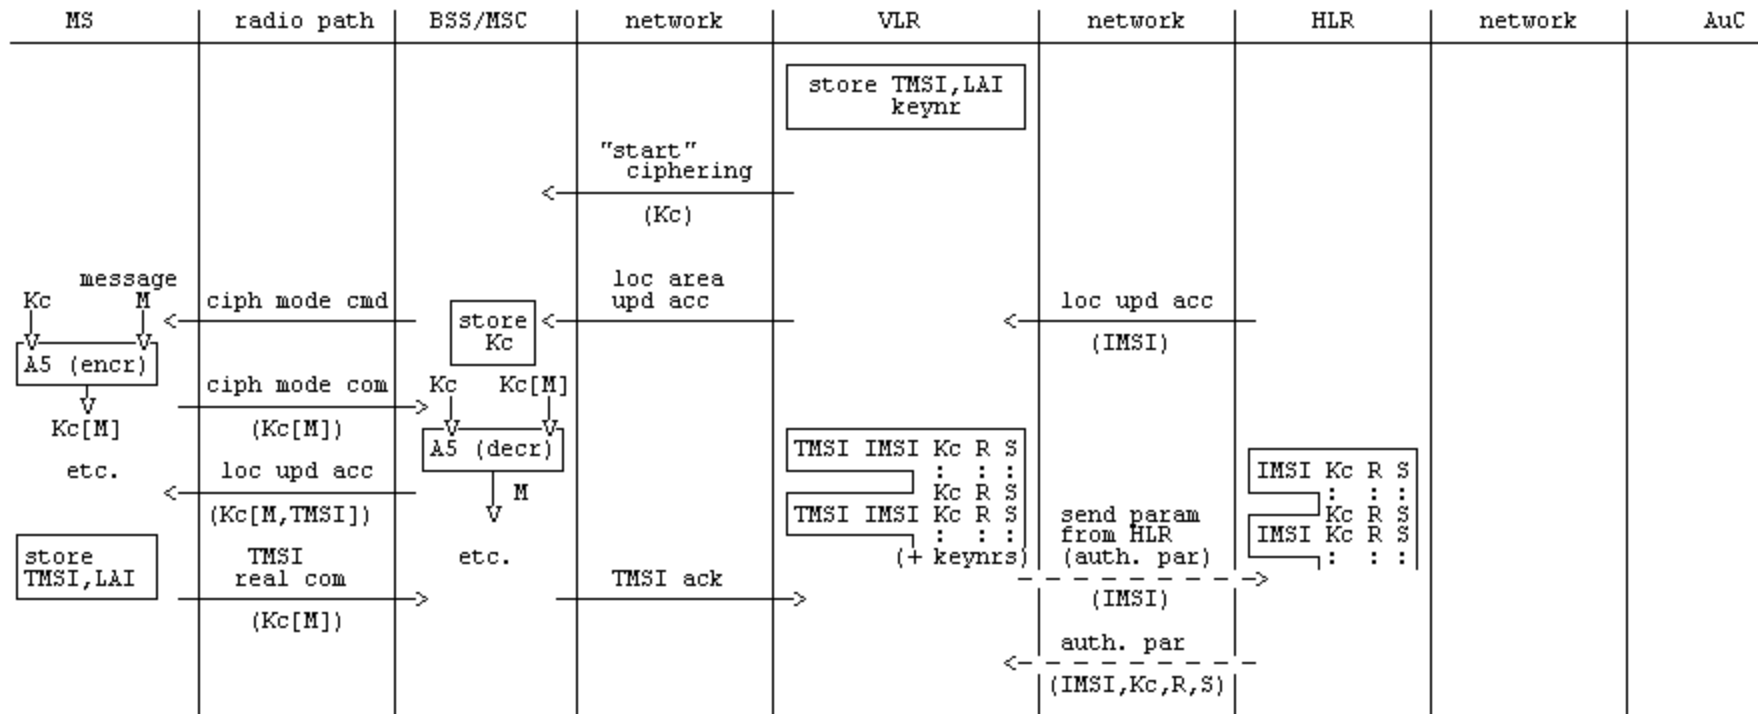 MS radio path BSS/MSC network VLR network HLR network AuC
store TMSI,LAI
keynr
"start"
ciphering
(Kc)
message
Kc M
ciph mode cmd
loc area
upd acc
loc upd acc
store
Kc
(IMSI)
A5 (encr)
ciph mode com
Kc Kc[M]
Kc[M]
(Kc[M])
A5 (decr)
TMSI IMSI Kc R S
: : :
Kc R S
TMSI IMSI Kc R S
: : :
(+ keynrs)
IMSI Kc R S
: : :
Kc R S
IMSI Kc R S
: : :
etc.
loc upd acc
M
(Kc[M,TMSI])
send param
from HLR
(auth. par)
store
TMSI,LAI
TMSI
real com
etc.
TMSI ack
(IMSI)
(Kc[M])
auth. par
(IMSI,Kc,R,S)